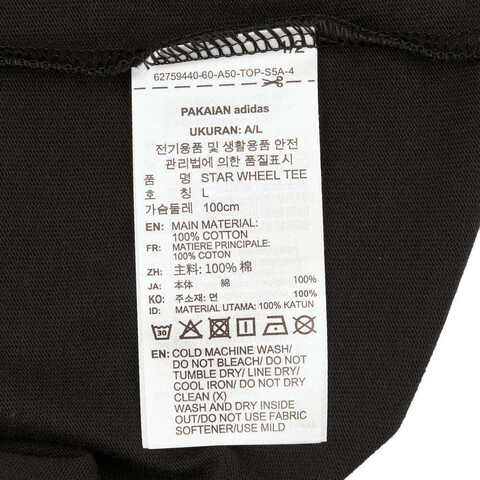 1/2
62759440-60-A50-TOP-S5A-4
PAKAIAN adidas
UKURAN: A/L
전기용품 및 생활용품 안전
관리법에 의한 품질표시
품 명 STAR WHEEL TEE
호 칭 L
가슴둘레 100cm
EN: MAIN MATERIAL:
100% COTTON
FR: MATIERE PRINCIPALE:
100% COTON
ZH: 主料: 100% 棉
JA: 本体 綿 100%
KO: 주소재: 면 100%
ID: MATERIAL UTAMA: 100% KATUN
30
EN: COLD MACHINE WASH/
DO NOT BLEACH/ DO NOT
TUMBLE DRY/ LINE DRY/
COOL IRON/ DO NOT DRY
CLEAN (X)
WASH AND DRY INSIDE
OUT/DO NOT USE FABRIC
SOFTENER/USE MILD